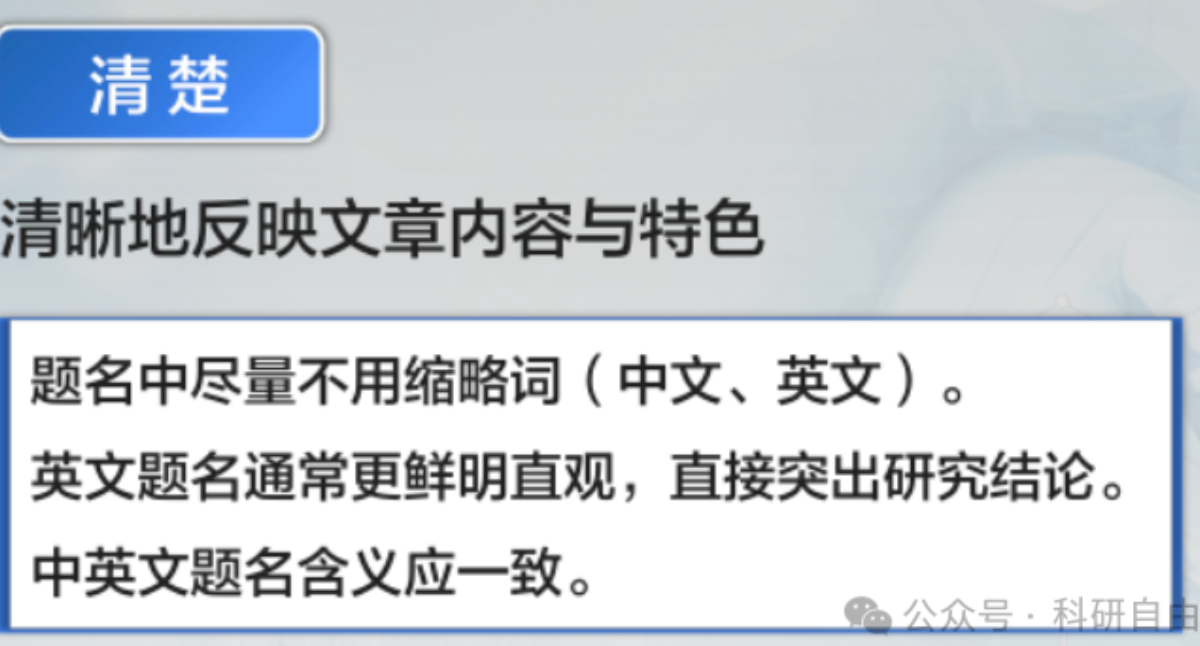 清楚
清晰地反映文章内容与特色
题名中尽量不用缩略词（中文、英文）。
英文题名通常更鲜明直观，直接突出研究结论。
中英文题名含义应一致。
公众号 · 科研自由